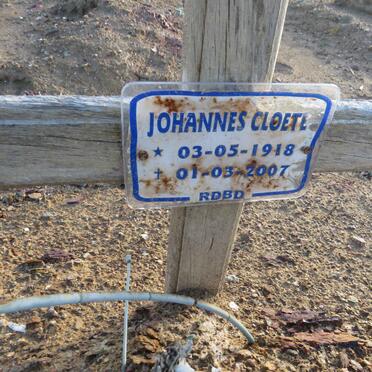 JOHANNES CLOETE
★ 03-05-1918
✝ 01-03-2007
RDBD